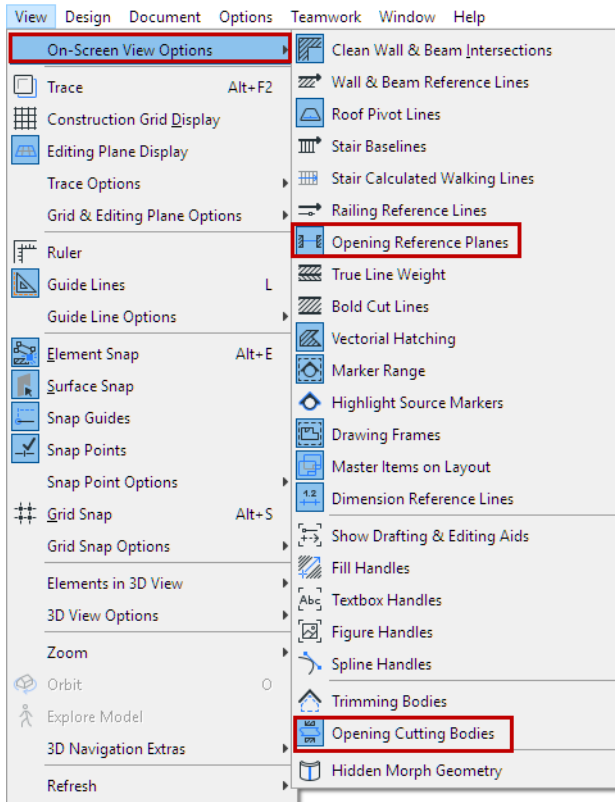 View Design Document Options Teamwork Window Help
On-Screen View Options
Trace Alt+F2
Construction Grid Display
Editing Plane Display
Trace Options
Grid & Editing Plane Options
Ruler
Guide Lines L
Guide Line Options
Element Snap Alt+E
Surface Snap
Snap Guides
Snap Points
Snap Point Options
Grid Snap Alt+S
Grid Snap Options
Elements in 3D View
3D View Options
Zoom
Orbit O
Explore Model
3D Navigation Extras
Refresh
Clean Wall & Beam Intersections
Wall & Beam Reference Lines
Roof Pivot Lines
Stair Baselines
Stair Calculated Walking Lines
Railing Reference Lines
Opening Reference Planes
True Line Weight
Bold Cut Lines
Vectorial Hatching
Marker Range
Highlight Source Markers
Drawing Frames
Master Items on Layout
1.2 Dimension Reference Lines
Show Drafting & Editing Aids
Fill Handles
Abc Textbox Handles
Figure Handles
Spline Handles
Trimming Bodies
Opening Cutting Bodies
Hidden Morph Geometry